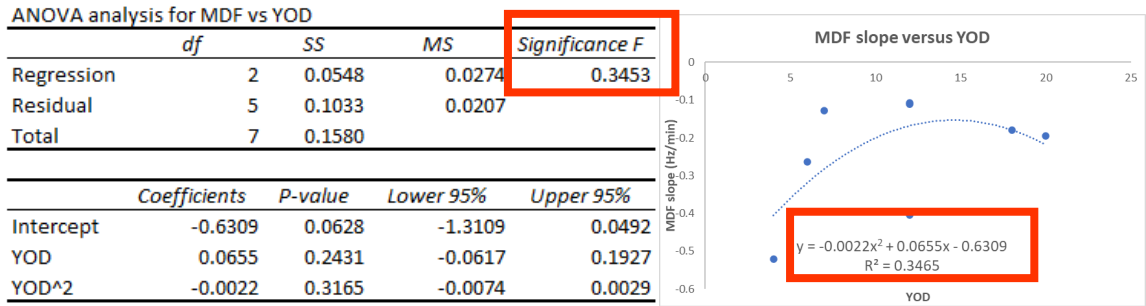 ANOVA analysis for MDF vs YOD
df SS MS Significance F
Regression 2 0.0548 0.0274 0.3453
Residual 5 0.1033 0.0207
Total 7 0.1580
Coefficients P-value Lower 95% Upper 95%
Intercept -0.6309 0.0628 -1.3109 0.0492
YOD 0.0655 0.2431 -0.0617 0.1927
YOD^2 -0.0022 0.3165 -0.0074 0.0029
MDF slope versus YOD
0
0 5 10 15 20 25
-0.1
-0.2
-0.3
-0.4
-0.5
-0.6
MDF slope (Hz/min)
y = -0.0022x² + 0.0655x - 0.6309
R² = 0.3465
YOD